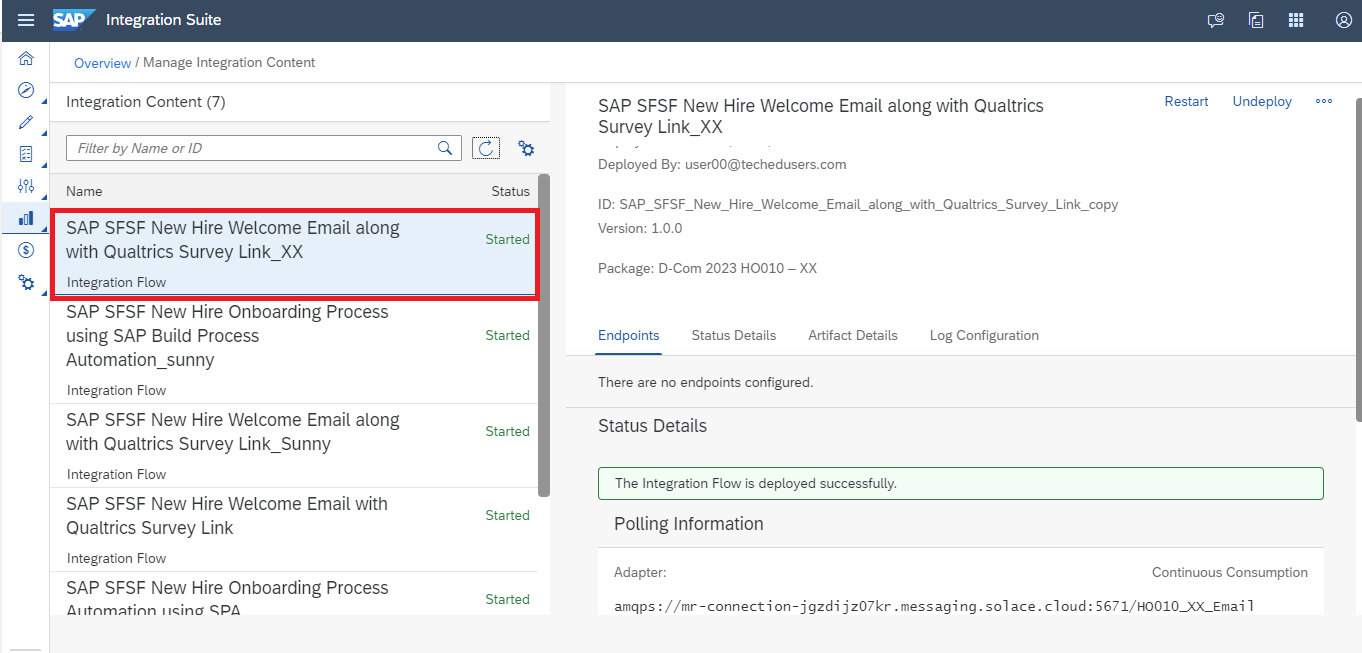 SAP Integration Suite
Overview / Manage Integration Content
Integration Content (7)
Filter by Name or ID
Name Status
SAP SFSF New Hire Welcome Email along
with Qualtrics Survey Link_XX
Started
Integration Flow
SAP SFSF New Hire Onboarding Process
using SAP Build Process
Automation_sunny
Started
Integration Flow
SAP SFSF New Hire Welcome Email along
with Qualtrics Survey Link_Sunny
Started
Integration Flow
SAP SFSF New Hire Welcome Email with
Qualtrics Survey Link
Started
Integration Flow
SAP SFSF New Hire Onboarding Process
Automation using SPA
Started
SAP SFSF New Hire Welcome Email along with Qualtrics
Survey Link_XX
Restart Undeploy
Deployed By: user00@techedusers.com
ID: SAP_SFSF_New_Hire_Welcome_Email_along_with_Qualtrics_Survey_Link_copy
Version: 1.0.0
Package: D-Com 2023 HO010 – XX
Endpoints Status Details Artifact Details Log Configuration
There are no endpoints configured.
Status Details
The Integration Flow is deployed successfully.
Polling Information
Adapter: Continuous Consumption
amqps://mr-connection-jgzdijz07kr.messaging.solace.cloud:5671/HO010_XX_Email